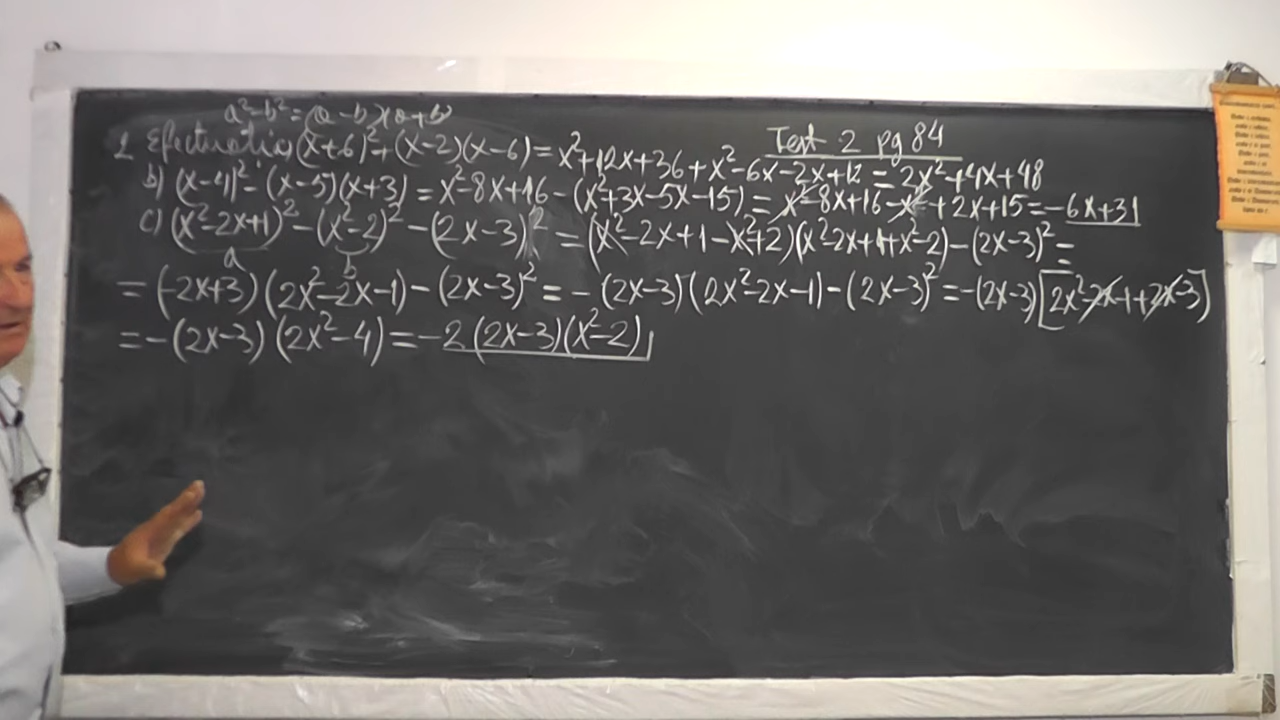 a²-b²=(a-b)(a+b)
Test 2 pg 84
1 Efectuati a) (x+6)²+(x-2)(x-6)=x²+12x+36+x²-6x-2x+12=2x²+4x+48
b) (x-4)²-(x-5)(x+3)=x²-8x+16-(x²+3x-5x-15)=x²-8x+16-x²+2x+15=-6x+31
c) (x²-2x+1)²-(x²-2)²-(2x-3)²=(x²-2x+1-x²+2)(x²-2x+1+x²-2)-(2x-3)²=
a b
=(-2x+3)(2x²-2x-1)-(2x-3)²=-(2x-3)(2x²-2x-1)-(2x-3)²=-(2x-3)[2x²-2x-1+2x-3]
=-(2x-3)(2x²-4)=-2(2x-3)(x²-2)